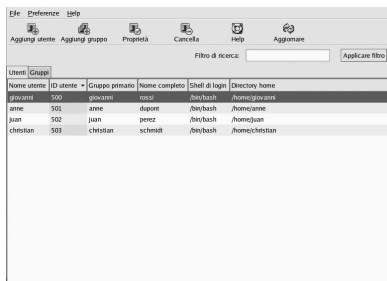 File Preferenze Help
Aggiungi utente Aggiungi gruppo Proprietà Cancella Help Aggiornare
Filtro di ricerca: Applicare filtro
Utenti Gruppi
Nome utente ID utente Gruppo primario Nome completo Shell di login Directory home
giovanni 500 giovanni rossi /bin/bash /home/giovanni
anne 501 anne dupont /bin/bash /home/anne
juan 502 juan perez /bin/bash /home/juan
christian 503 christian schmidt /bin/bash /home/christian